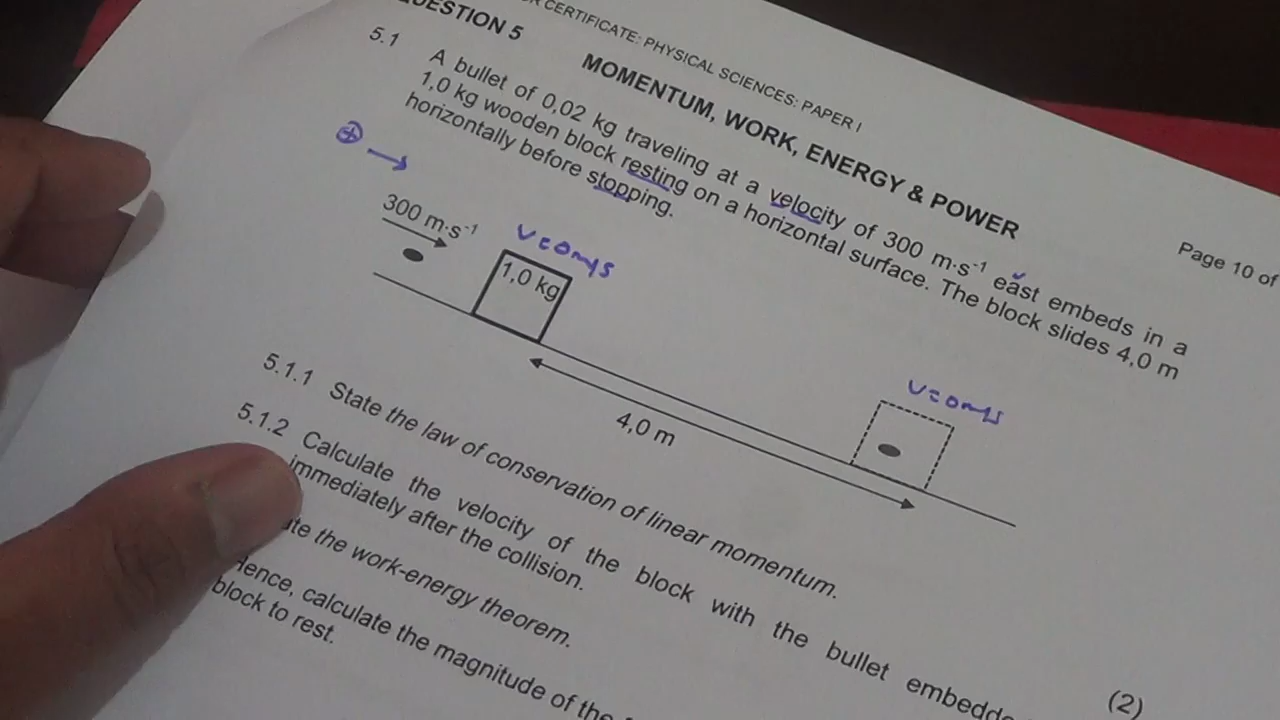 CERTIFICATE: PHYSICAL SCIENCES: PAPER I
Page 10 of
QUESTION 5 MOMENTUM, WORK, ENERGY & POWER
5.1 A bullet of 0,02 kg traveling at a velocity of 300 m·s⁻¹ east embeds in a
1,0 kg wooden block resting on a horizontal surface. The block slides 4,0 m
horizontally before stopping.
⊕ →
300 m·s⁻¹
v=0m/s
1,0 kg
v=0m/s
4,0 m
5.1.1 State the law of conservation of linear momentum.
(2)
5.1.2 Calculate the velocity of the block with the bullet embedde
immediately after the collision.
the work-energy theorem.
Hence, calculate the magnitude of the
block to rest.